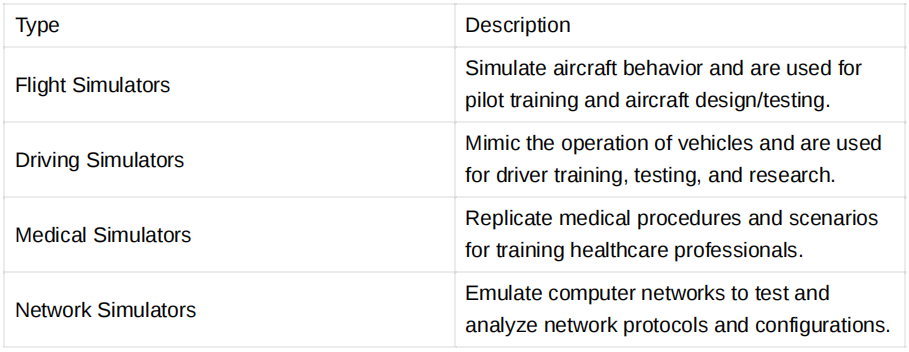 Type
Description
Flight Simulators
Simulate aircraft behavior and are used for
pilot training and aircraft design/testing.
Driving Simulators
Mimic the operation of vehicles and are used
for driver training, testing, and research.
Medical Simulators
Replicate medical procedures and scenarios
for training healthcare professionals.
Network Simulators
Emulate computer networks to test and
analyze network protocols and configurations.